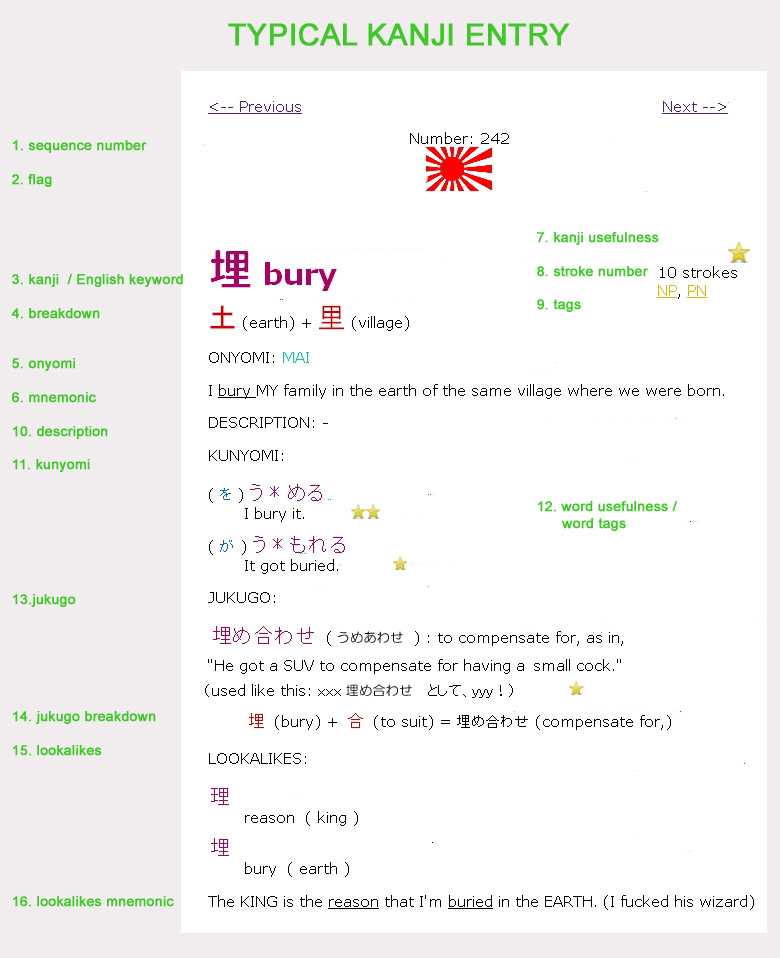 TYPICAL KANJI ENTRY
<-- Previous
Next -->
Number: 242
1. sequence number
2. flag
7. kanji usefulness
3. kanji / English keyword
埋 bury
8. stroke number
10 strokes
NP, PN
9. tags
4. breakdown
土 (earth) + 里 (village)
5. onyomi
ONYOMI: MAI
6. mnemonic
I bury MY family in the earth of the same village where we were born.
10. description
DESCRIPTION: -
11. kunyomi
KUNYOMI:
( を ) う * める
I bury it.
12. word usefulness /
word tags
( が ) う * もれる
It got buried.
13.jukugo
JUKUGO:
埋め合わせ ( うめあわせ ) : to compensate for, as in,
"He got a SUV to compensate for having a small cock."
(used like this: xxx 埋め合わせ として、yyy！)
14. jukugo breakdown
埋 (bury) + 合 (to suit) = 埋め合わせ (compensate for,)
15. lookalikes
LOOKALIKES:
理
reason ( king )
埋
bury ( earth )
16. lookalikes mnemonic
The KING is the reason that I'm buried in the EARTH. (I fucked his wizard)